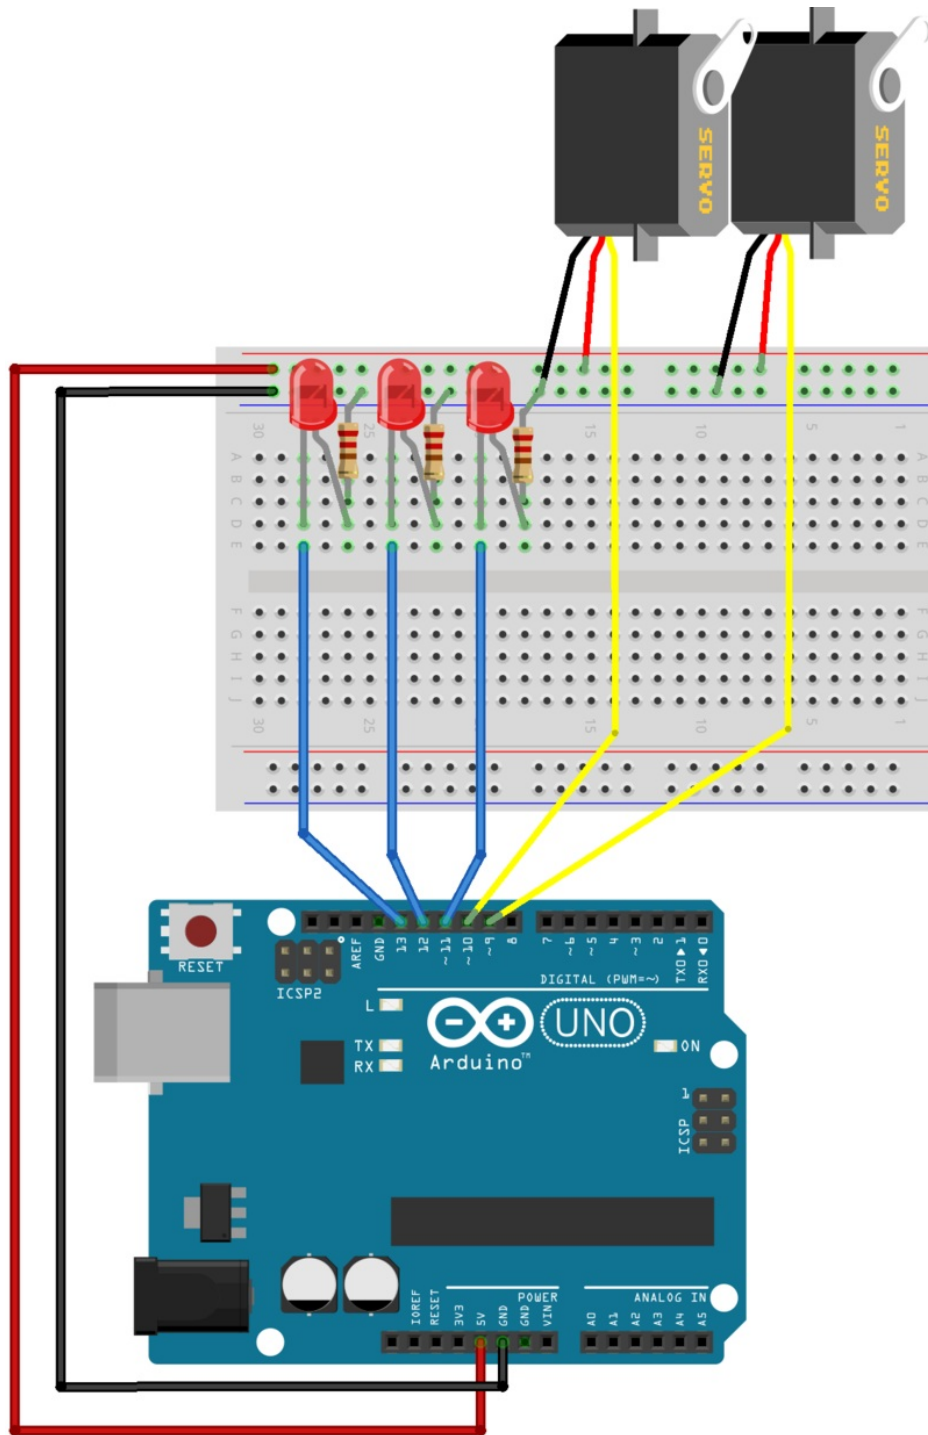 SERVO
SERVO
30
25
15
10
5
1
A
A
B
B
C
C
D
D
E
E
F
F
G
G
H
H
I
I
J
J
30
25
15
10
5
1
RESET
ICSP2
AREF
GND
13
12
~11
~10
~9
8
7
~6
~5
4
~3
2
TX0▶1
RX0◀0
DIGITAL (PWM=~)
L
TX
RX
UNO
Arduino™
ON
1
ICSP
POWER
ANALOG IN
IOREF
RESET
3V3
5V
GND
GND
VIN
A0
A1
A2
A3
A4
A5